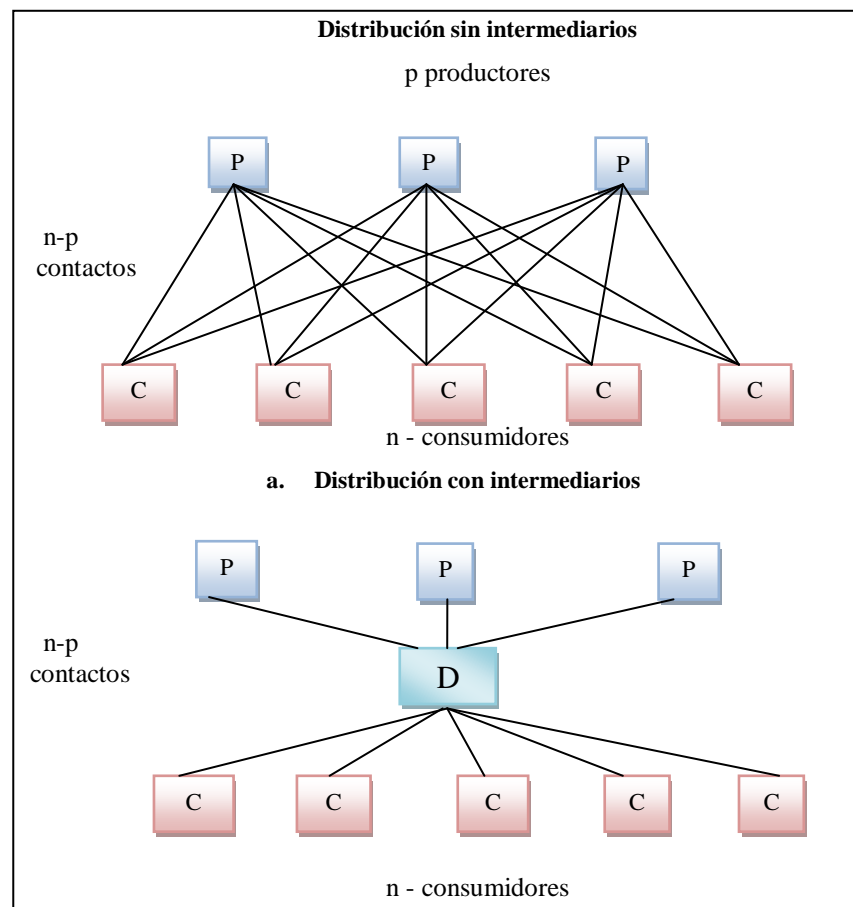 Distribución sin intermediarios
p productores
P P P
n-p
contactos
C C C C C
n - consumidores
a. Distribución con intermediarios
P P P
n-p
contactos
D
C C C C C
n - consumidores